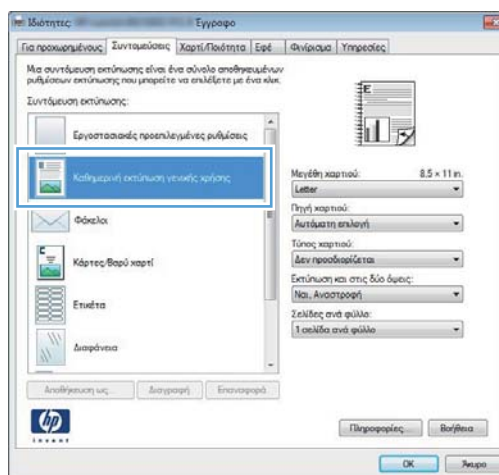 Ιδιότητες: Έγγραφο
Για προχωρημένους Συντομεύσεις Χαρτί/Ποιότητα Εφέ Φινίρισμα Υπηρεσίες
Μια συντόμευση εκτύπωσης είναι ένα σύνολο αποθηκευμένων
ρυθμίσεων εκτύπωσης που μπορείτε να επιλέξετε με ένα κλικ.
Συντόμευση εκτύπωσης:
Εργοστασιακές προεπιλεγμένες ρυθμίσεις
Καθημερινή εκτύπωση γενικής χρήσης
Φάκελοι
Κάρτες/Βαρύ χαρτί
Ετικέτα
Διαφάνεια
Αποθήκευση ως... Διαγραφή Επαναφορά
Μεγέθη χαρτιού: 8.5 × 11 in.
Letter
Πηγή χαρτιού:
Αυτόματη επιλογή
Τύπος χαρτιού:
Δεν προσδιορίζεται
Εκτύπωση και στις δύο όψεις:
Ναι, Αναστροφή
Σελίδες ανά φύλλο:
1 σελίδα ανά φύλλο
hp
invent
Πληροφορίες... Βοήθεια
OK Άκυρο